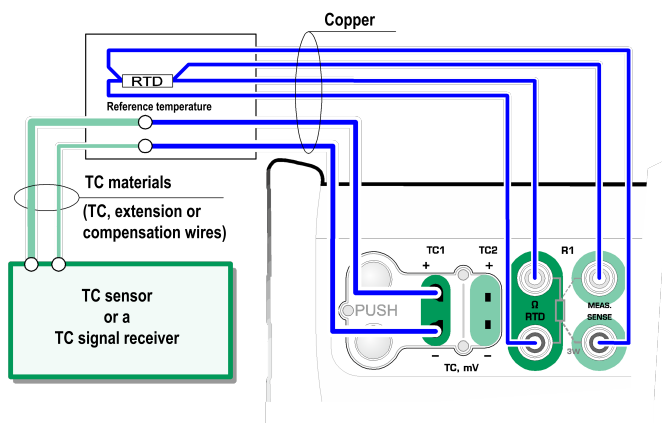 Copper
RTD
Reference temperature
TC materials
(TC, extension or
compensation wires)
TC sensor
or a
TC signal receiver
TC1
TC2
R1
+
+
PUSH
Ω
RTD
MEAS.
SENSE
3W
−
−
TC, mV